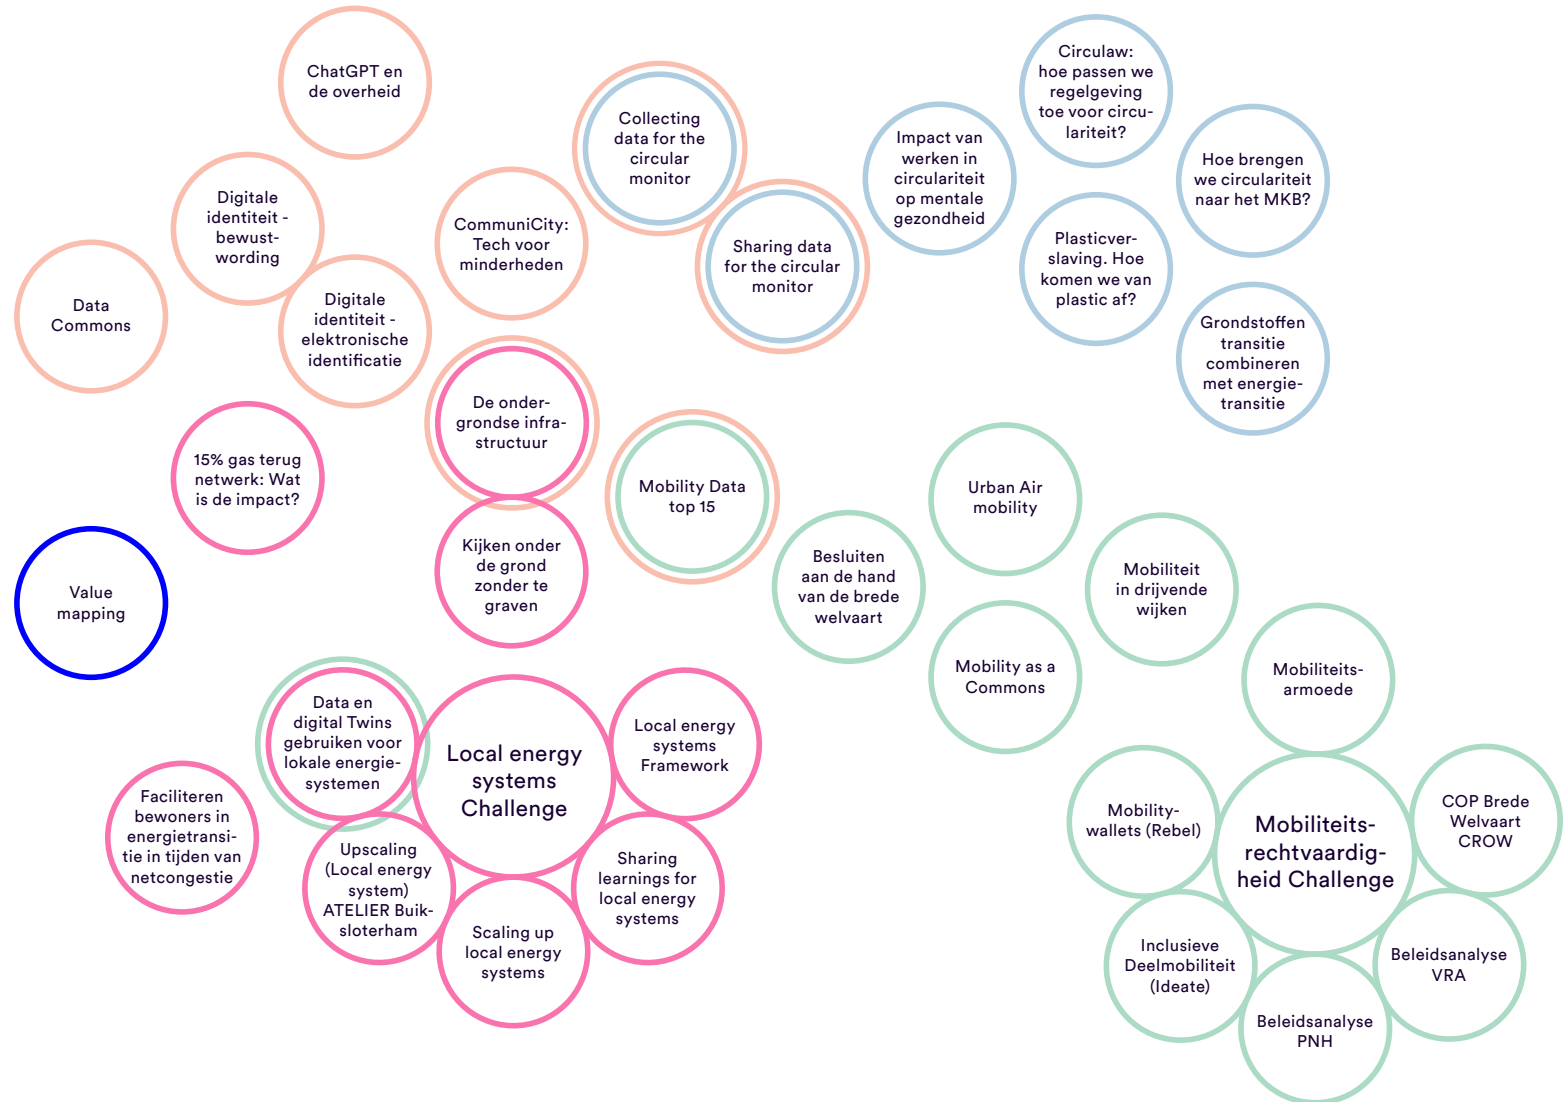 ChatGPT en
de overheid
Collecting
data for the
circular
monitor
Circulaw:
hoe passen we
regelgeving
toe voor circu-
lariteit?
Impact van
werken in
circulariteit
op mentale
gezondheid
Hoe brengen
we circulariteit
naar het MKB?
Digitale
identiteit -
bewust-
wording
CommuniCity:
Tech voor
minderheden
Sharing data
for the circular
monitor
Plasticver-
slaving. Hoe
komen we van
plastic af?
Data
Commons
Digitale
identiteit -
elektronische
identificatie
Grondstoffen
transitie
combineren
met energie-
transitie
De onder-
grondse infra-
structuur
15% gas terug
netwerk: Wat
is de impact?
Mobility Data
top 15
Urban Air
mobility
Kijken onder
de grond
zonder te
graven
Besluiten
aan de hand
van de brede
welvaart
Mobiliteit
in drijvende
wijken
Value
mapping
Mobility as a
Commons
Mobiliteits-
armoede
Data en
digital Twins
gebruiken voor
lokale energie-
systemen
Local energy
systems
Challenge
Local energy
systems
Framework
Faciliteren
bewoners in
energietransi-
tie in tijden van
netcongestie
Upscaling
(Local energy
system)
ATELIER Buik-
sloterham
Scaling up
local energy
systems
Sharing
learnings for
local energy
systems
Mobility-
wallets (Rebel)
Mobiliteits-
rechtvaardig-
heid Challenge
COP Brede
Welvaart
CROW
Inclusieve
Deelmobiliteit
(Ideate)
Beleidsanalyse
PNH
Beleidsanalyse
VRA